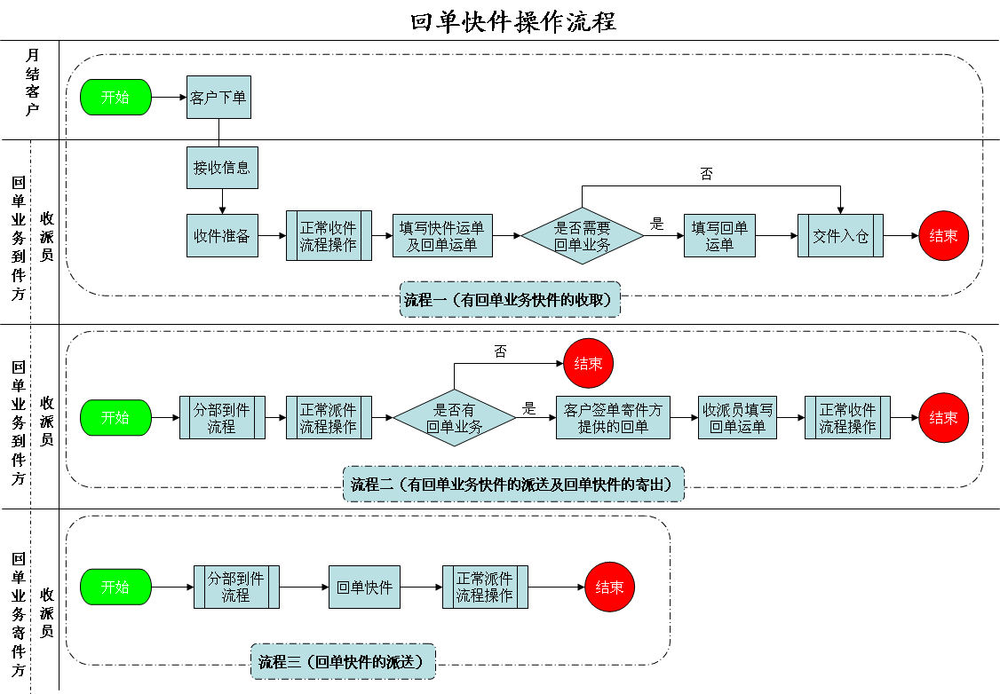 回单快件操作流程
月结客户
开始
客户下单
回单业务到件方
收派员
接收信息
收件准备
正常收件
流程操作
填写快件运单
及回单运单
是否需要
回单业务
否
是
填写回单
运单
交件入仓
结束
流程一（有回单业务快件的收取）
回单业务到件方
收派员
开始
分部到件
流程
正常派件
流程操作
是否有
回单业务
否
结束
是
客户签单寄件方
提供的回单
收派员填写
回单运单
正常收件
流程操作
结束
流程二（有回单业务快件的派送及回单快件的寄出）
回单业务寄件方
收派员
开始
分部到件
流程
回单快件
正常派件
流程操作
结束
流程三（回单快件的派送）